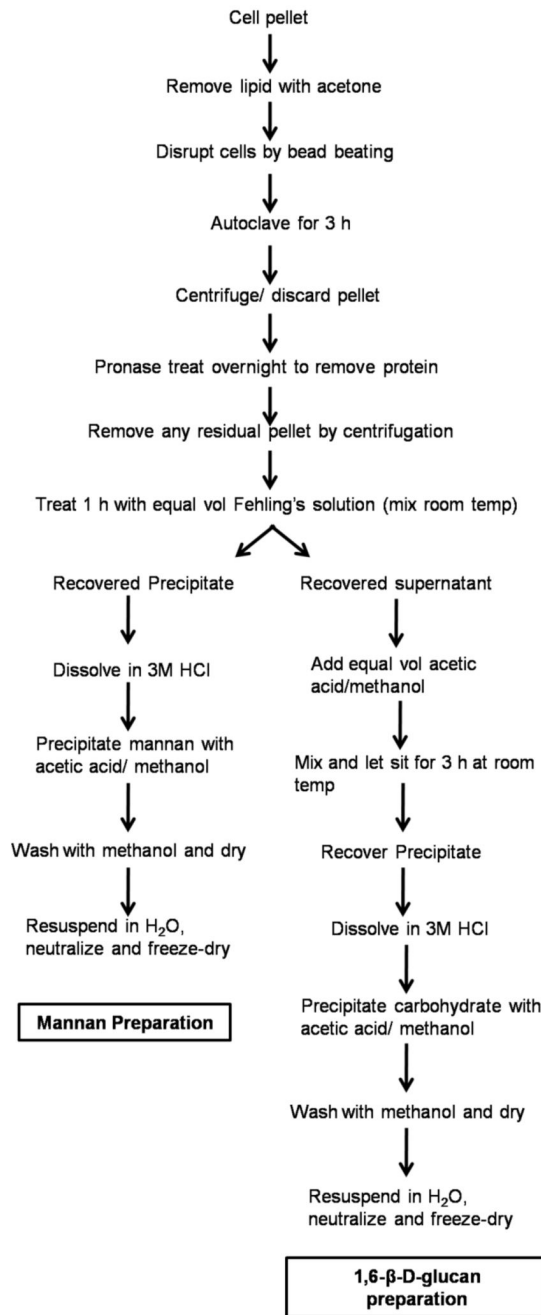 Cell pellet
Remove lipid with acetone
Disrupt cells by bead beating
Autoclave for 3 h
Centrifuge/ discard pellet
Pronase treat overnight to remove protein
Remove any residual pellet by centrifugation
Treat 1 h with equal vol Fehling's solution (mix room temp)
Recovered Precipitate
Dissolve in 3M HCl
Precipitate mannan with
acetic acid/ methanol
Wash with methanol and dry
Resuspend in H₂O,
neutralize and freeze-dry
Mannan Preparation
Recovered supernatant
Add equal vol acetic
acid/methanol
Mix and let sit for 3 h at room
temp
Recover Precipitate
Dissolve in 3M HCl
Precipitate carbohydrate with
acetic acid/ methanol
Wash with methanol and dry
Resuspend in H₂O,
neutralize and freeze-dry
1,6-β-D-glucan
preparation